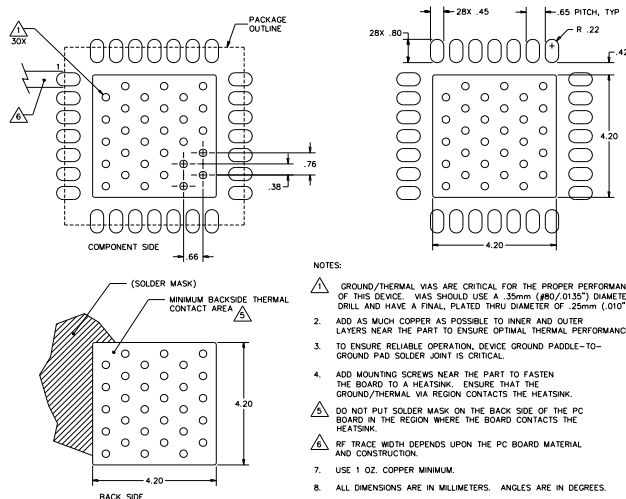 1
30X
PACKAGE
OUTLINE
1
6
.76
.38
.66
COMPONENT SIDE
28X .45
.65 PITCH, TYP
28X .80
R .22
.42
4.20
4.20
(SOLDER MASK)
MINIMUM BACKSIDE THERMAL
CONTACT AREA 5
4.20
4.20
BACK SIDE
NOTES:
1 GROUND/THERMAL VIAS ARE CRITICAL FOR THE PROPER PERFORMAN
OF THIS DEVICE. VIAS SHOULD USE A .35mm (#80/.0135") DIAMETE
DRILL AND HAVE A FINAL, PLATED THRU DIAMETER OF .25mm (.010"
2. ADD AS MUCH COPPER AS POSSIBLE TO INNER AND OUTER
LAYERS NEAR THE PART TO ENSURE OPTIMAL THERMAL PERFORMANC
3. TO ENSURE RELIABLE OPERATION, DEVICE GROUND PADDLE-TO-
GROUND PAD SOLDER JOINT IS CRITICAL.
4. ADD MOUNTING SCREWS NEAR THE PART TO FASTEN
THE BOARD TO A HEATSINK. ENSURE THAT THE
GROUND/THERMAL VIA REGION CONTACTS THE HEATSINK.
5 DO NOT PUT SOLDER MASK ON THE BACK SIDE OF THE PC
BOARD IN THE REGION WHERE THE BOARD CONTACTS THE
HEATSINK.
6 RF TRACE WIDTH DEPENDS UPON THE PC BOARD MATERIAL
AND CONSTRUCTION.
7. USE 1 OZ. COPPER MINIMUM.
8. ALL DIMENSIONS ARE IN MILLIMETERS. ANGLES ARE IN DEGREES.